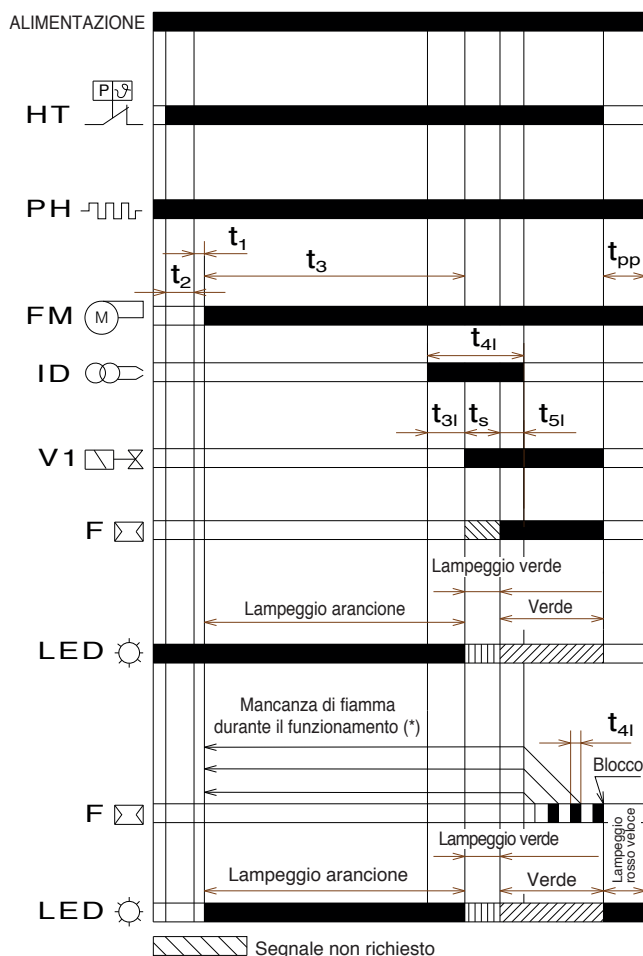 ALIMENTAZIONE
P ϑ
HT
PH
t1
t2
t3
tpp
FM M
t4l
ID
t3l ts t5l
V1
F
Lampeggio verde
Lampeggio arancione
Verde
LED
Mancanza di fiamma
durante il funzionamento (*)
t4l
Blocco
F
Lampeggio verde
Lampeggio
rosso veloce
Lampeggio arancione
Verde
LED
Segnale non richiesto